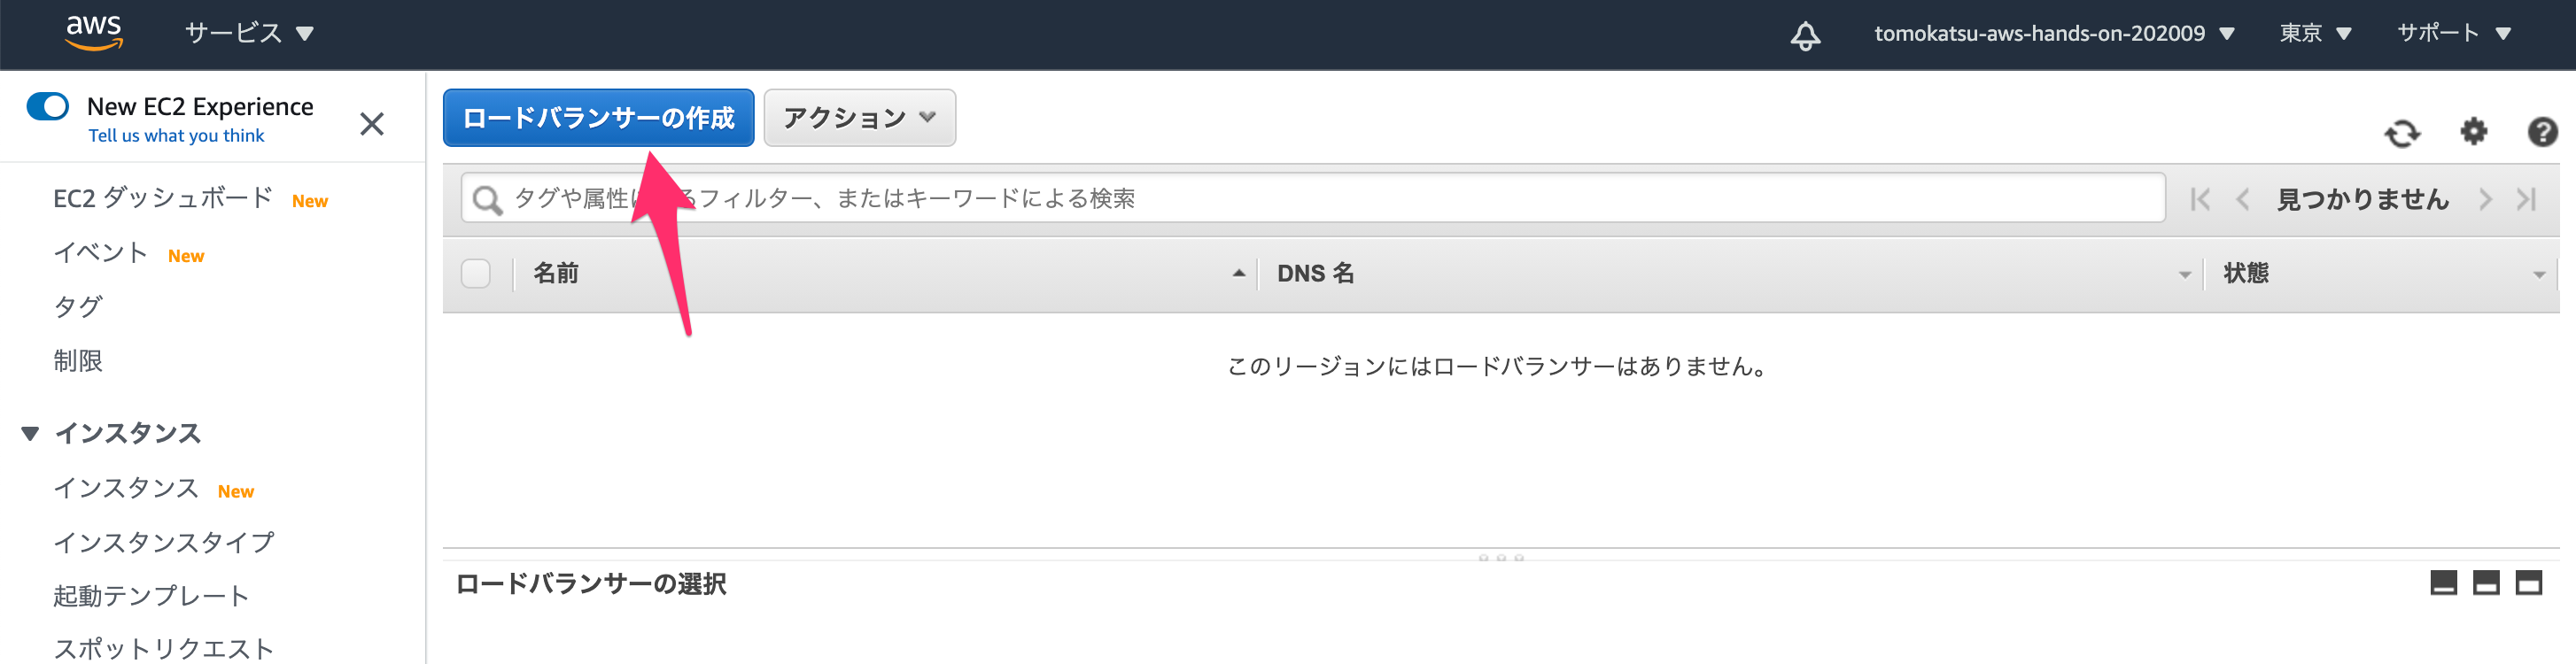 aws サービス tomokatsu-aws-hands-on-202009 東京 サポート
New EC2 Experience
Tell us what you think
EC2 ダッシュボード New
イベント New
タグ
制限
インスタンス
インスタンス New
インスタンスタイプ
起動テンプレート
スポットリクエスト
ロードバランサーの作成 アクション
タグや属性に るフィルター、またはキーワードによる検索 見つかりません
名前 DNS 名 状態
このリージョンにはロードバランサーはありません。
ロードバランサーの選択